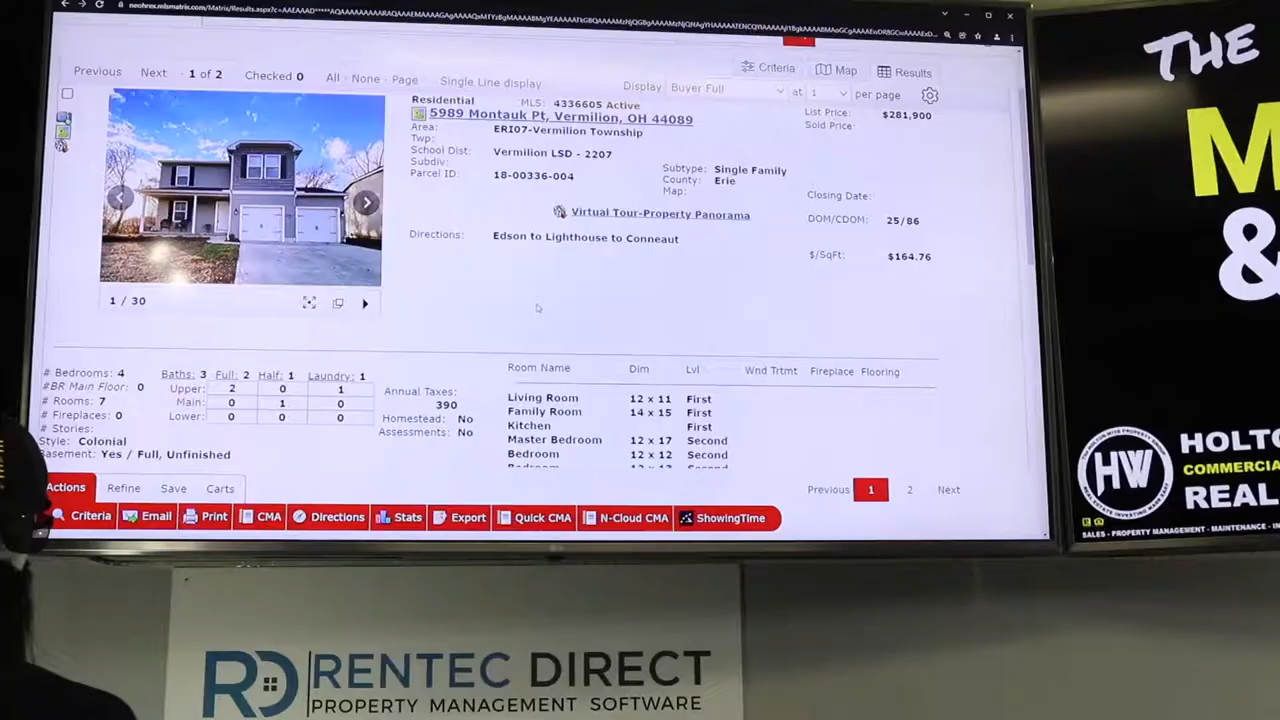 Previous Next · 1 of 2 Checked 0 All · None · Page Single Line display
Criteria Map Results
Display Buyer Full at 1 per page
Residential MLS: 4336605 Active
5989 Montauk Pt, Vermilion, OH 44089
List Price: $281,900
Sold Price:
Area: ERI07-Vermilion Township
Twp:
School Dist: Vermilion LSD - 2207
Subdiv:
Parcel ID: 18-00336-004
Subtype: Single Family
County: Erie
Map:
Closing Date:
DOM/CDOM: 25/86
$/SqFt: $164.76
Virtual Tour-Property Panorama
Directions: Edson to Lighthouse to Conneaut
1 / 30
# Bedrooms: 4
#BR Main Floor: 0
# Rooms: 7
# Fireplaces: 0
# Stories:
Style: Colonial
Basement: Yes / Full, Unfinished
Baths: 3 Full: 2 Half: 1 Laundry: 1
Upper: 2 0 1
Main: 0 1 0
Lower: 0 0 0
Annual Taxes:
390
Homestead: No
Assessments: No
Room Name Dim Lvl Wnd Trtmt Fireplace Flooring
Living Room 12 x 11 First
Family Room 14 x 15 First
Kitchen First
Master Bedroom 12 x 17 Second
Bedroom 12 x 12 Second
Actions Refine Save Carts
Previous 1 2 Next
Criteria Email Print CMA Directions Stats Export Quick CMA N-Cloud CMA ShowingTime
THE
M
&
HW
HOLTO
COMMERCIA
REAL
SALES - PROPERTY MANAGEMENT - MAINTENANCE - IN
RD RENTEC DIRECT
PROPERTY MANAGEMENT SOFTWARE